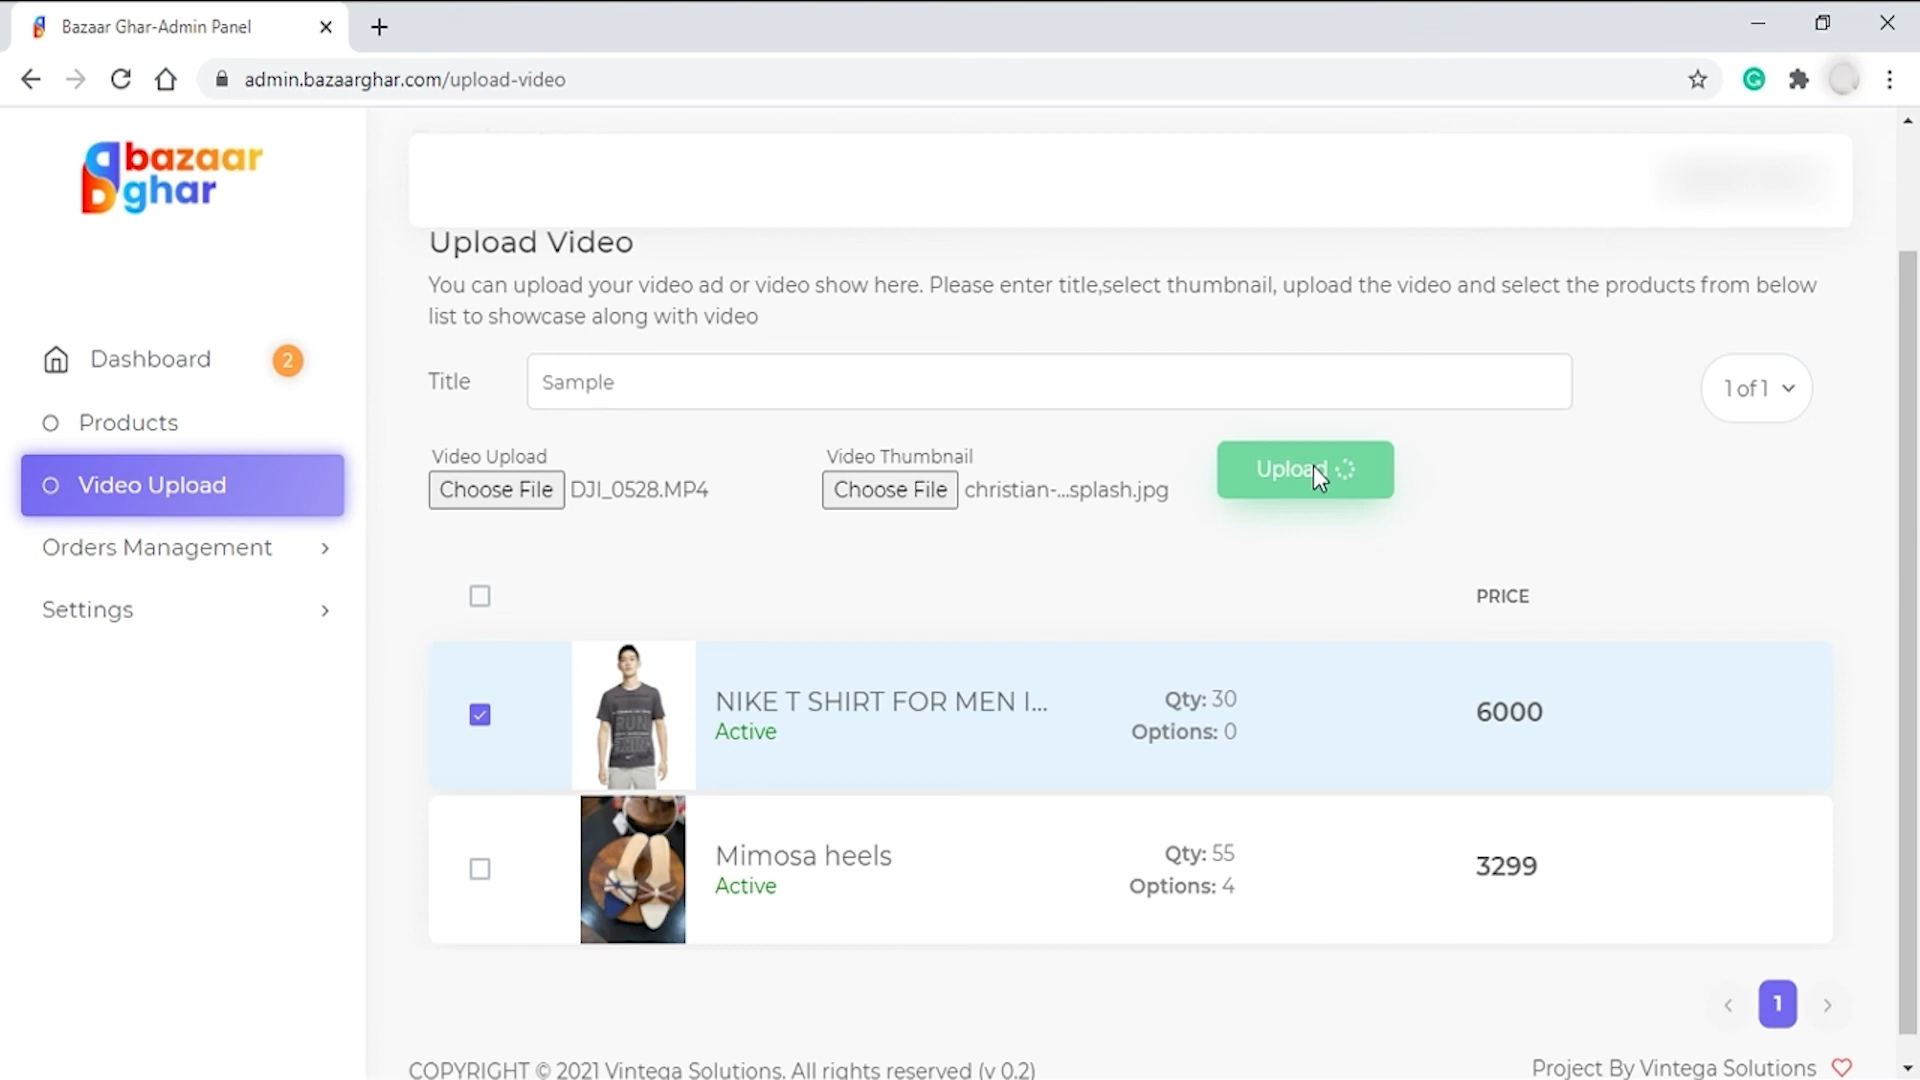 Bazaar Ghar-Admin Panel
admin.bazaarghar.com/upload-video
bazaar
ghar
Upload Video
You can upload your video ad or video show here. Please enter title,select thumbnail, upload the video and select the products from below
list to showcase along with video
Dashboard 2
Title Sample 1 of 1
Products
Video Upload Video Thumbnail
Choose File DJI_0528.MP4 Choose File christian-...splash.jpg Upload
Video Upload
Orders Management
Settings
PRICE
NIKE T SHIRT FOR MEN I... Qty: 30 6000
Active Options: 0
RUN
Mimosa heels Qty: 55 3299
Active Options: 4
1
COPYRIGHT © 2021 Vintega Solutions. All rights reserved (v 0.2)
Project By Vintega Solutions